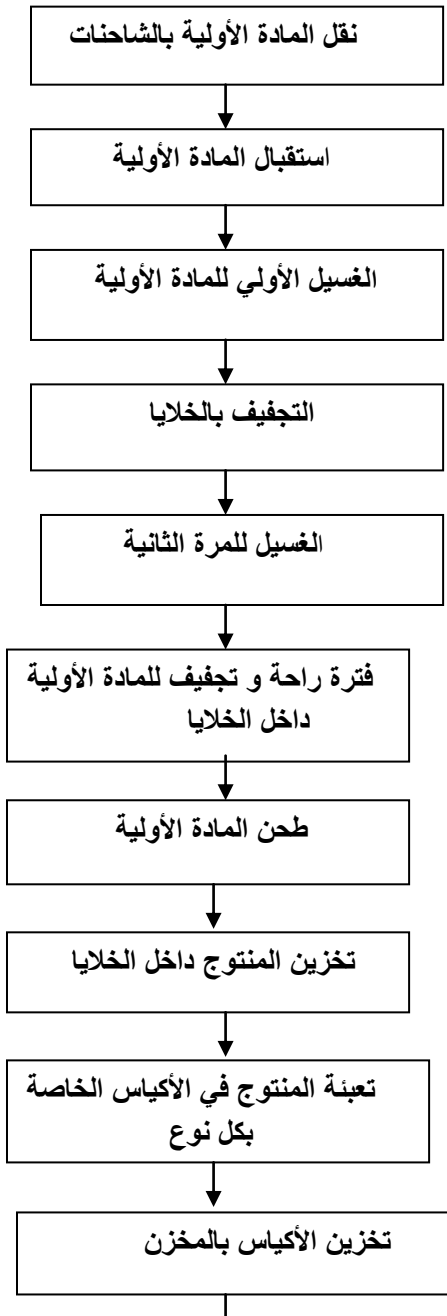 نقل المادة الأولية بالشاحنات
استقبال المادة الأولية
الغسيل الأولي للمادة الأولية
التجفيف بالخلايا
الغسيل للمرة الثانية
فترة راحة و تجفيف للمادة الأولية
داخل الخلايا
طحن المادة الأولية
تخزين المنتوج داخل الخلايا
تعبئة المنتوج في الأكياس الخاصة
بكل نوع
تخزين الأكياس بالمخزن